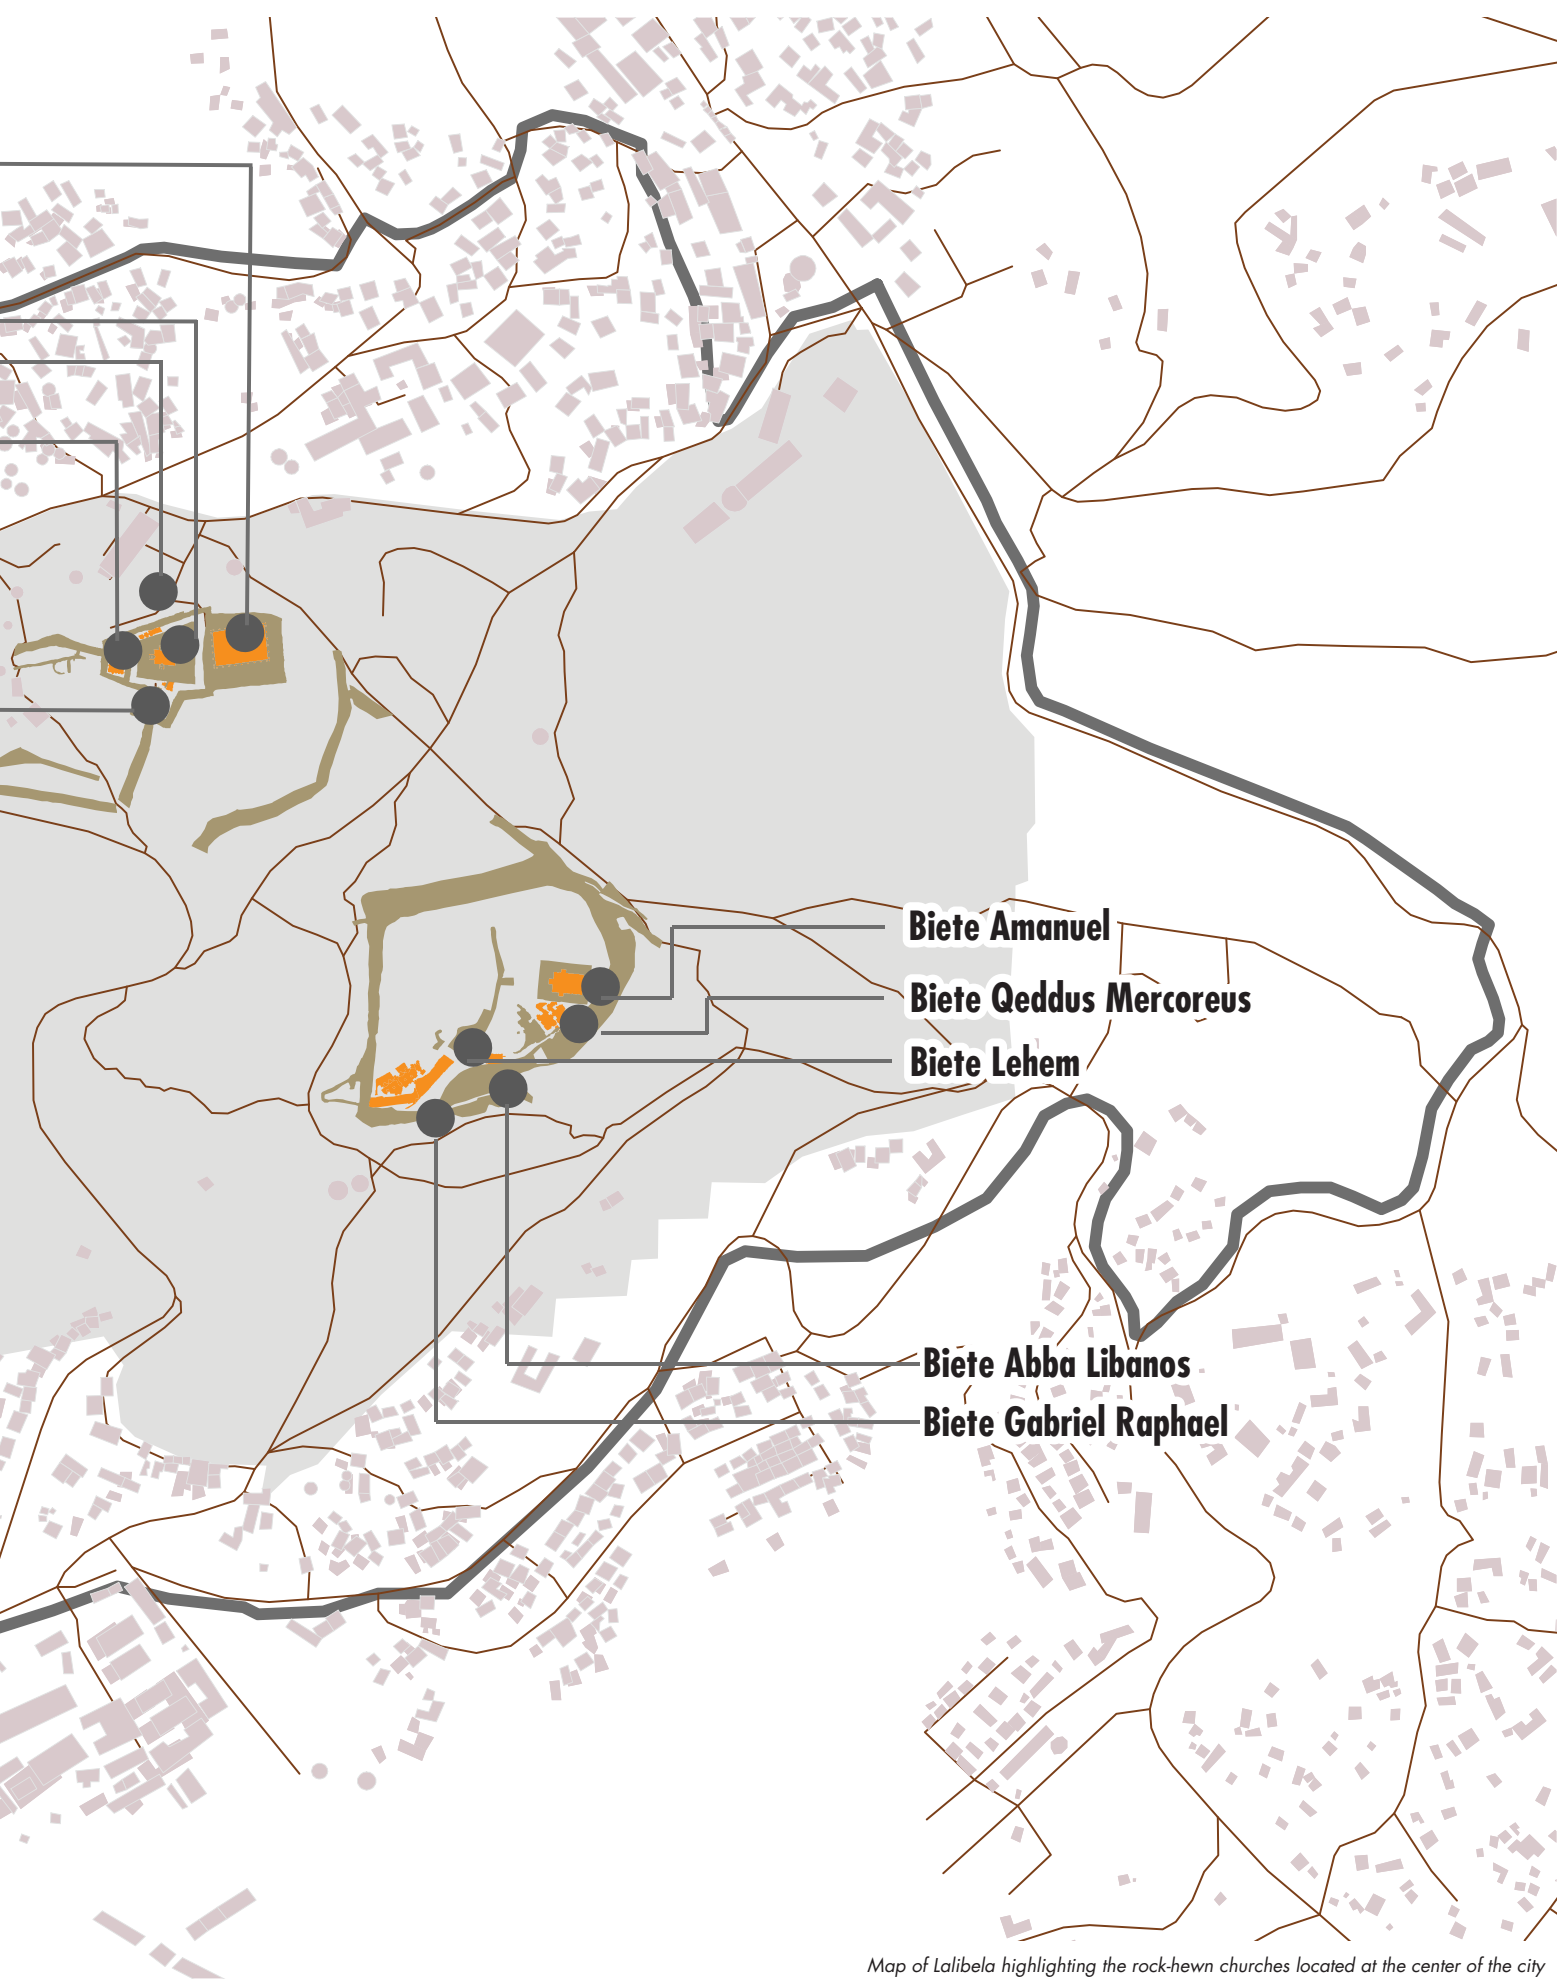 Biete Amanuel
Biete Qeddus Mercoreus
Biete Lehem
Biete Abba Libanos
Biete Gabriel Raphael
Map of Lalibela highlighting the rock-hewn churches located at the center of the city